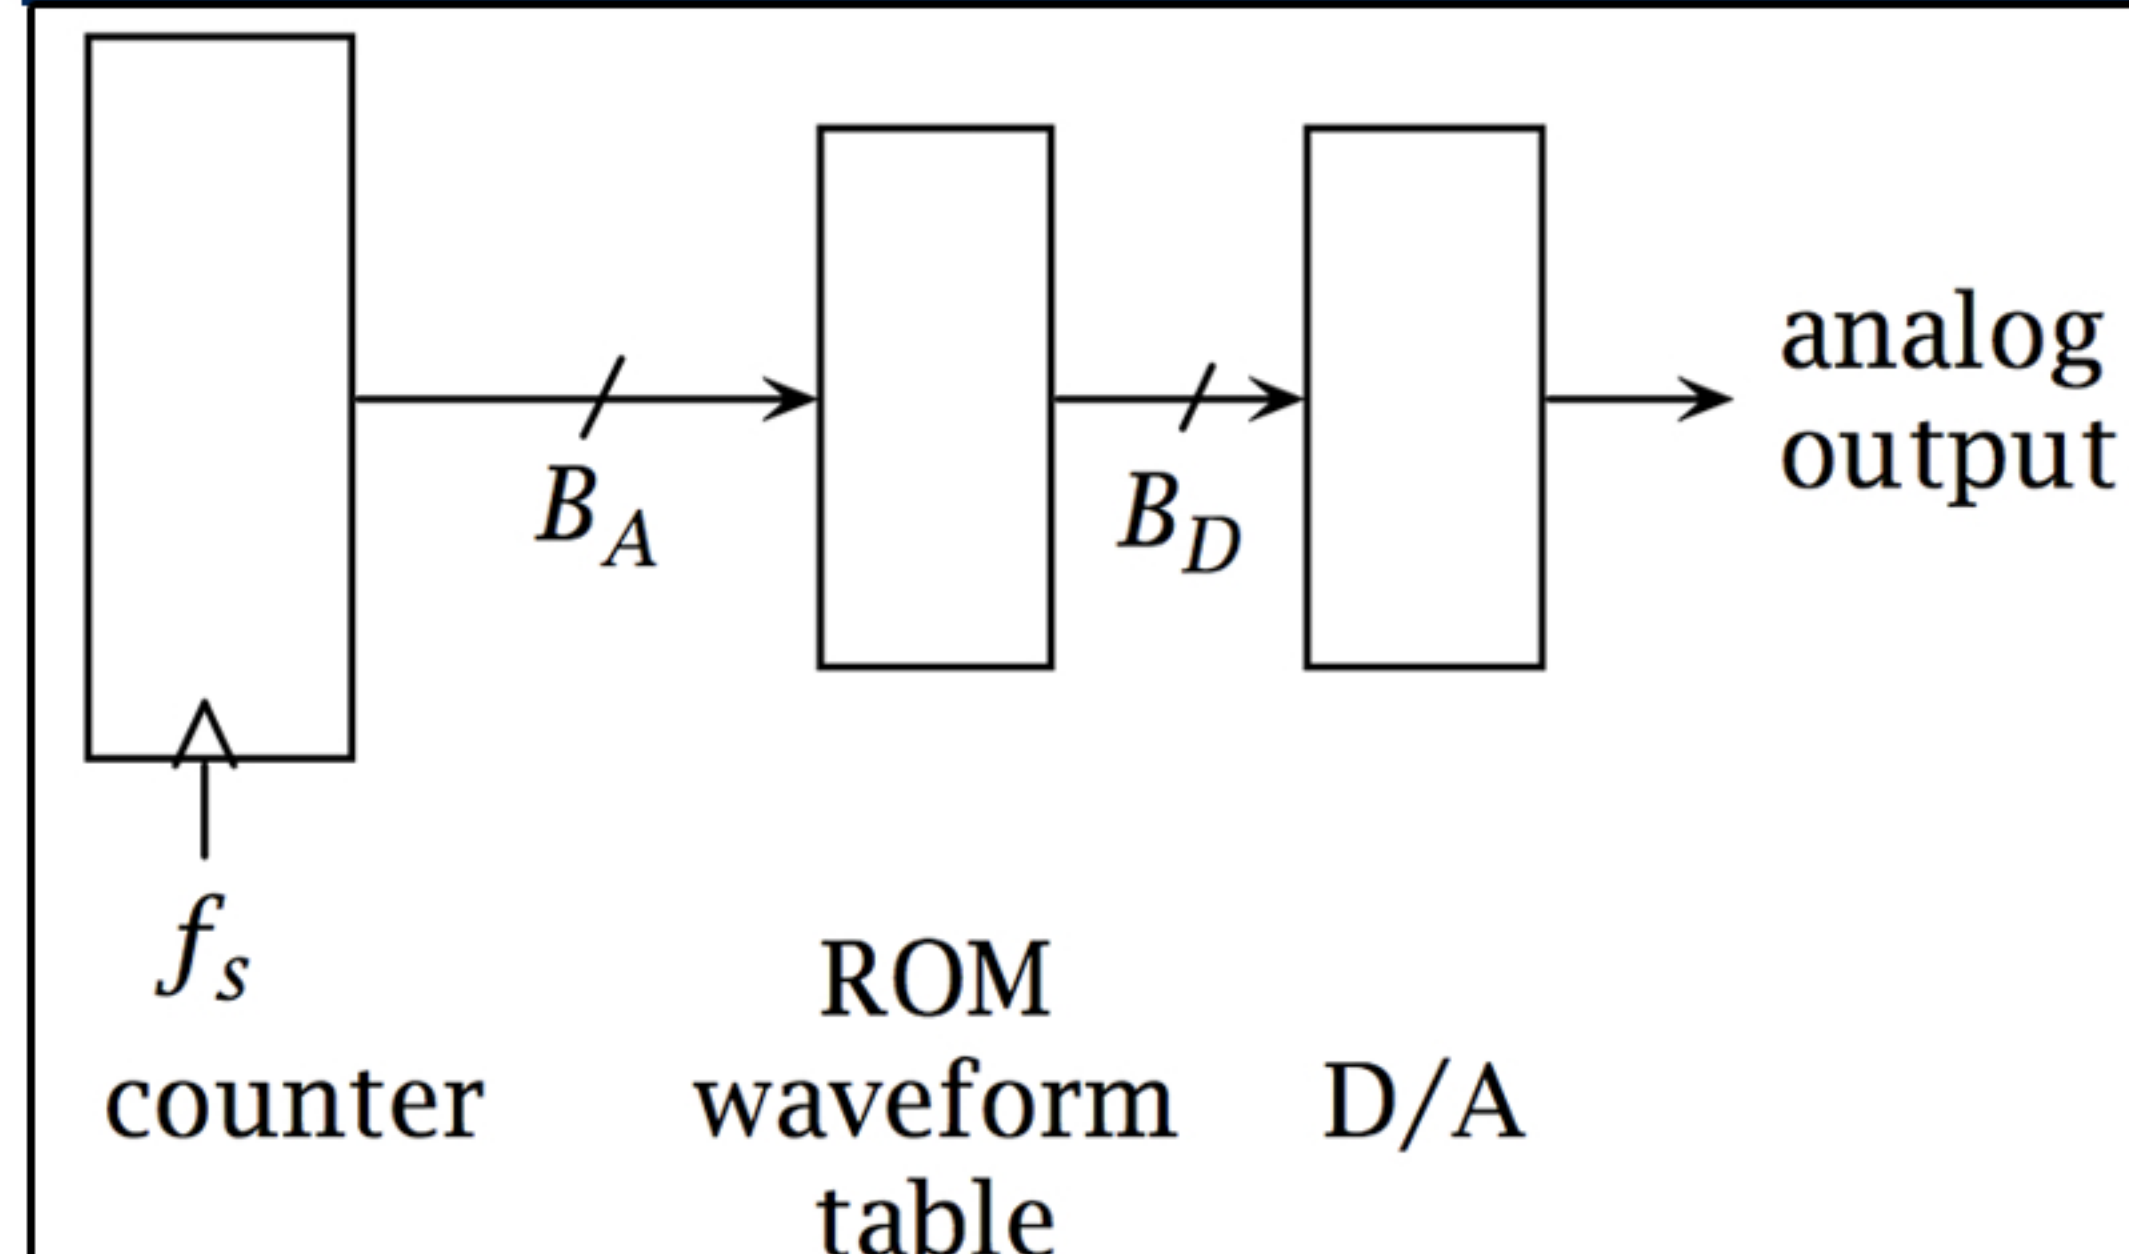 analog
output
B_A
B_D
f_s
counter
ROM
waveform
table
D/A